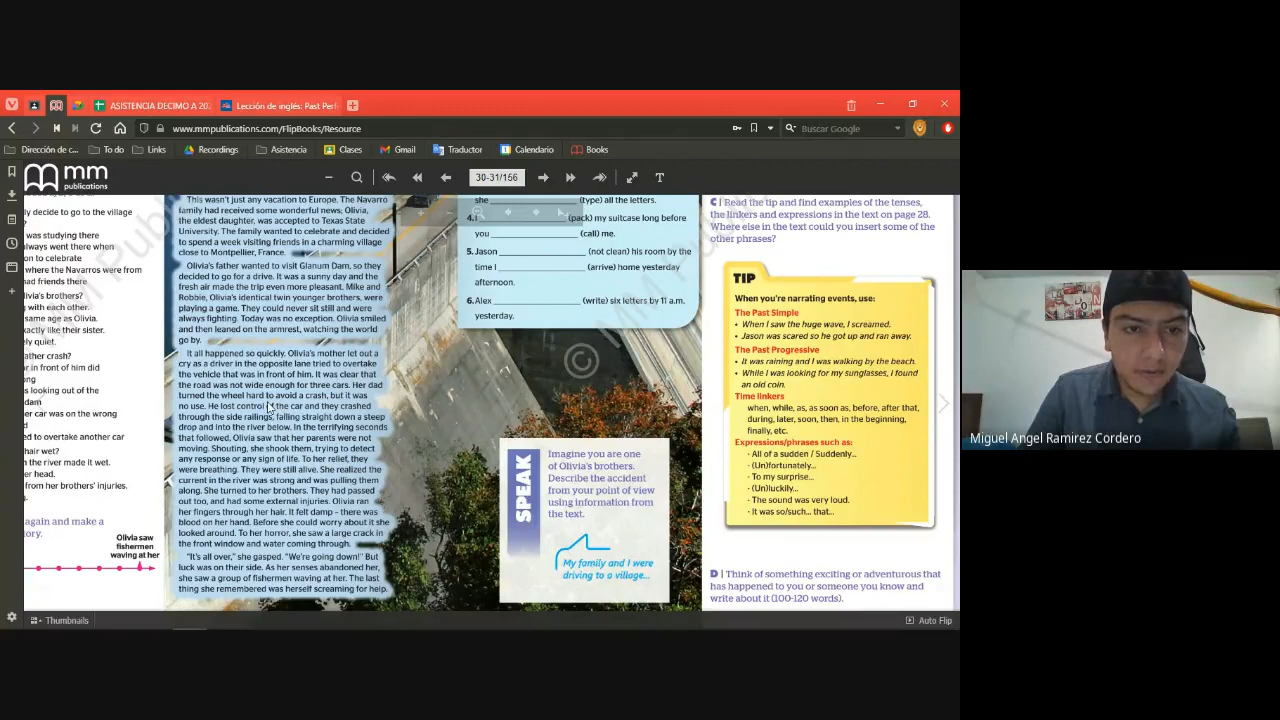 ASISTENCIA DECIMO A 202
Lección de inglés: Past Perf
www.mmpublications.com/FlipBooks/Resource
Buscar Google
Dirección de c...
To do
Links
Recordings
Asistencia
Clases
Gmail
Traductor
Calendario
Books
mm
publications
30-31/156
T
ly decide to go to the village
?
was studying there
lways went there when
on to celebrate
where the Navarros were from
had friends there
livia's brothers?
with each other.
same age as Olivia.
xactly like their sister.
ely quiet.
ather crash?
r in front of him did
ong
s looking out of the
dam
er car was on the wrong
d
ed to overtake another car
hair wet?
n the river made it wet.
er head.
from her brothers' injuries.
again and make a
ory.
Olivia saw
fishermen
waving at her
This wasn't just any vacation to Europe. The Navarro
family had received some wonderful news; Olivia,
the eldest daughter, was accepted to Texas State
University. The family wanted to celebrate and decided
to spend a week visiting friends in a charming village
close to Montpellier, France.
Olivia's father wanted to visit Glanum Dam, so they
decided to go for a drive. It was a sunny day and the
fresh air made the trip even more pleasant. Mike and
Robbie, Olivia's identical twin younger brothers, were
playing a game. They could never sit still and were
always fighting. Today was no exception. Olivia smiled
and then leaned on the armrest, watching the world
go by.
It all happened so quickly. Olivia's mother let out a
cry as a driver in the opposite lane tried to overtake
the vehicle that was in front of him. It was clear that
the road was not wide enough for three cars. Her dad
turned the wheel hard to avoid a crash, but it was
no use. He lost control of the car and they crashed
through the side railings, falling straight down a steep
drop and into the river below. In the terrifying seconds
that followed, Olivia saw that her parents were not
moving. Shouting, she shook them, trying to detect
any response or any sign of life. To her relief, they
were breathing. They were still alive. She realized the
current in the river was strong and was pulling them
along. She turned to her brothers. They had passed
out too, and had some external injuries. Olivia ran
her fingers through her hair. It felt damp – there was
blood on her hand. Before she could worry about it she
looked around. To her horror, she saw a large crack in
the front window and water coming through.
"It's all over," she gasped. "We're going down!" But
luck was on their side. As her senses abandoned her,
she saw a group of fishermen waving at her. The last
thing she remembered was herself screaming for help.
she ________ (type) all the letters.
4. I ________ (pack) my suitcase long before
you ________ (call) me.
5. Jason ________ (not clean) his room by the
time I ________ (arrive) home yesterday
afternoon.
6. Alex ________ (write) six letters by 11 a.m.
yesterday.
SPEAK
Imagine you are one
of Olivia's brothers.
Describe the accident
from your point of view
using information from
the text.
My family and I were
driving to a village...
C | Read the tip and find examples of the tenses,
the linkers and expressions in the text on page 28.
Where else in the text could you insert some of the
other phrases?
TIP
When you're narrating events, use:
The Past Simple
• When I saw the huge wave, I screamed.
• Jason was scared so he got up and ran away.
The Past Progressive
• It was raining and I was walking by the beach.
• While I was looking for my sunglasses, I found
an old coin.
Time linkers
when, while, as, as soon as, before, after that,
during, later, soon, then, in the beginning,
finally, etc.
Expressions/phrases such as:
- All of a sudden / Suddenly...
- (Un)fortunately...
- To my surprise...
- (Un)luckily...
- The sound was very loud.
- It was so/such... that...
D | Think of something exciting or adventurous that
has happened to you or someone you know and
write about it (100-120 words).
Thumbnails
Auto Flip
Miguel Angel Ramirez Cordero